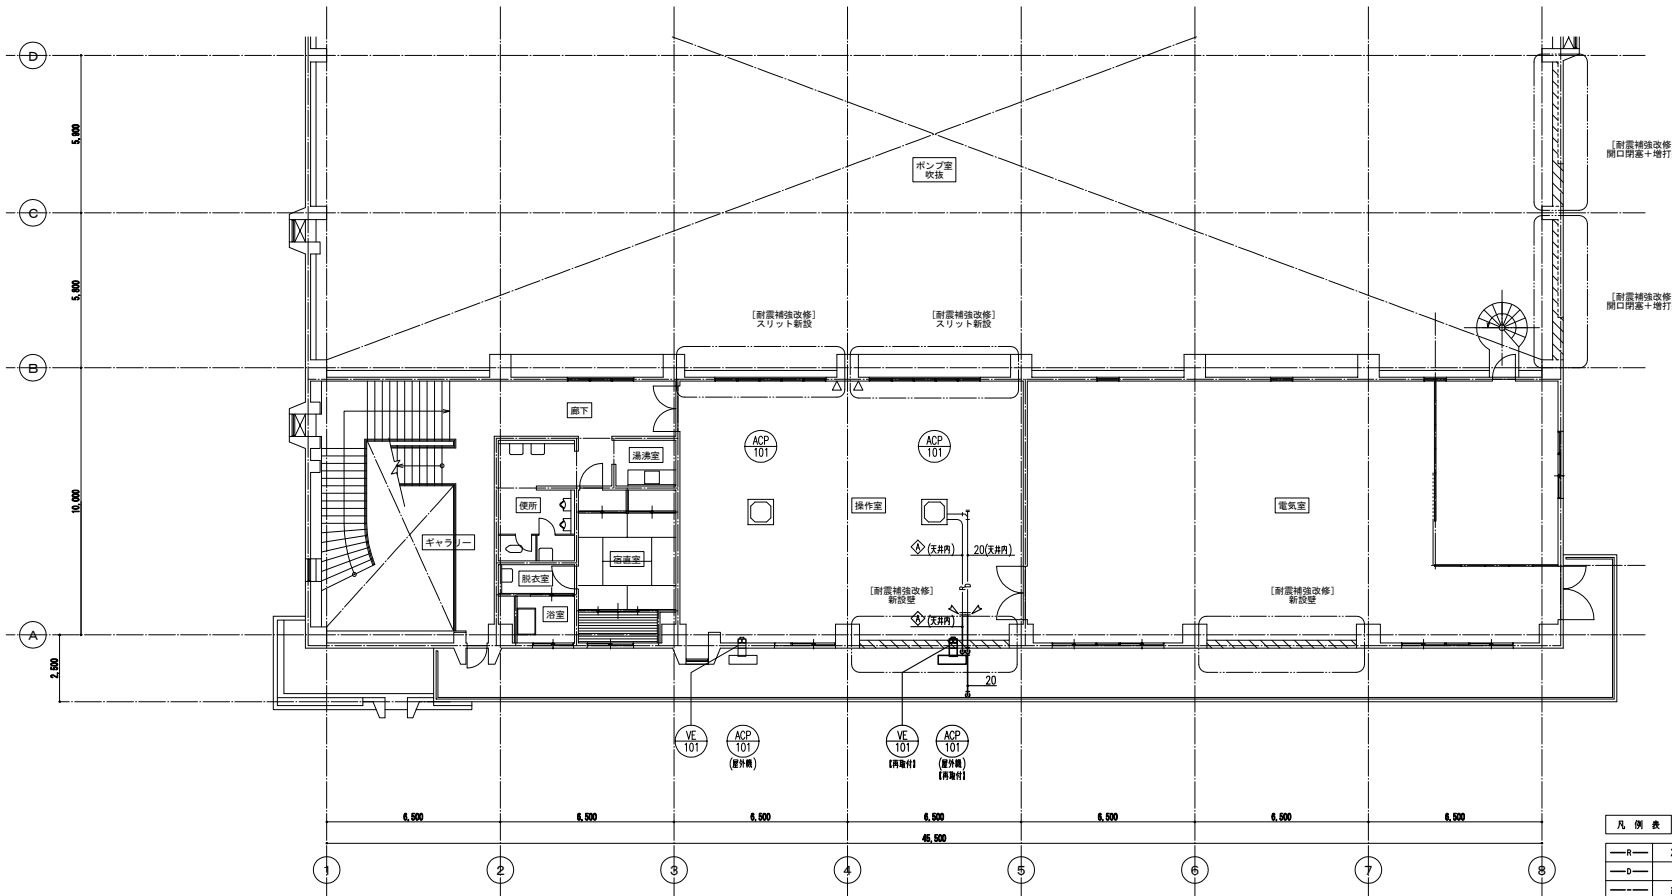 D
5,800
ポンプ室
吹抜
[耐震補強改修
開口閉塞+増打
C
5,800
[耐震補強改修]
スリット新設
[耐震補強改修]
スリット新設
[耐震補強改修
開口閉塞+増打
B
廊下
ACP
101
ACP
101
湯沸室
10,000
便所
操作室
電気室
ギャラリー
A
(天井内)
20(天井内)
宿直室
脱衣室
R
D
[耐震補強改修]
新設壁
[耐震補強改修]
新設壁
浴室
A
(天井内)
A
2,500
20
VE
101
ACP
101
(屋外機)
VE
101
【再取付】
ACP
101
(屋外機)
【再取付】
6,500
6,500
6,500
6,500
6,500
6,500
6,500
45,500
凡例表
R
D
1
2
3
4
5
6
7
8